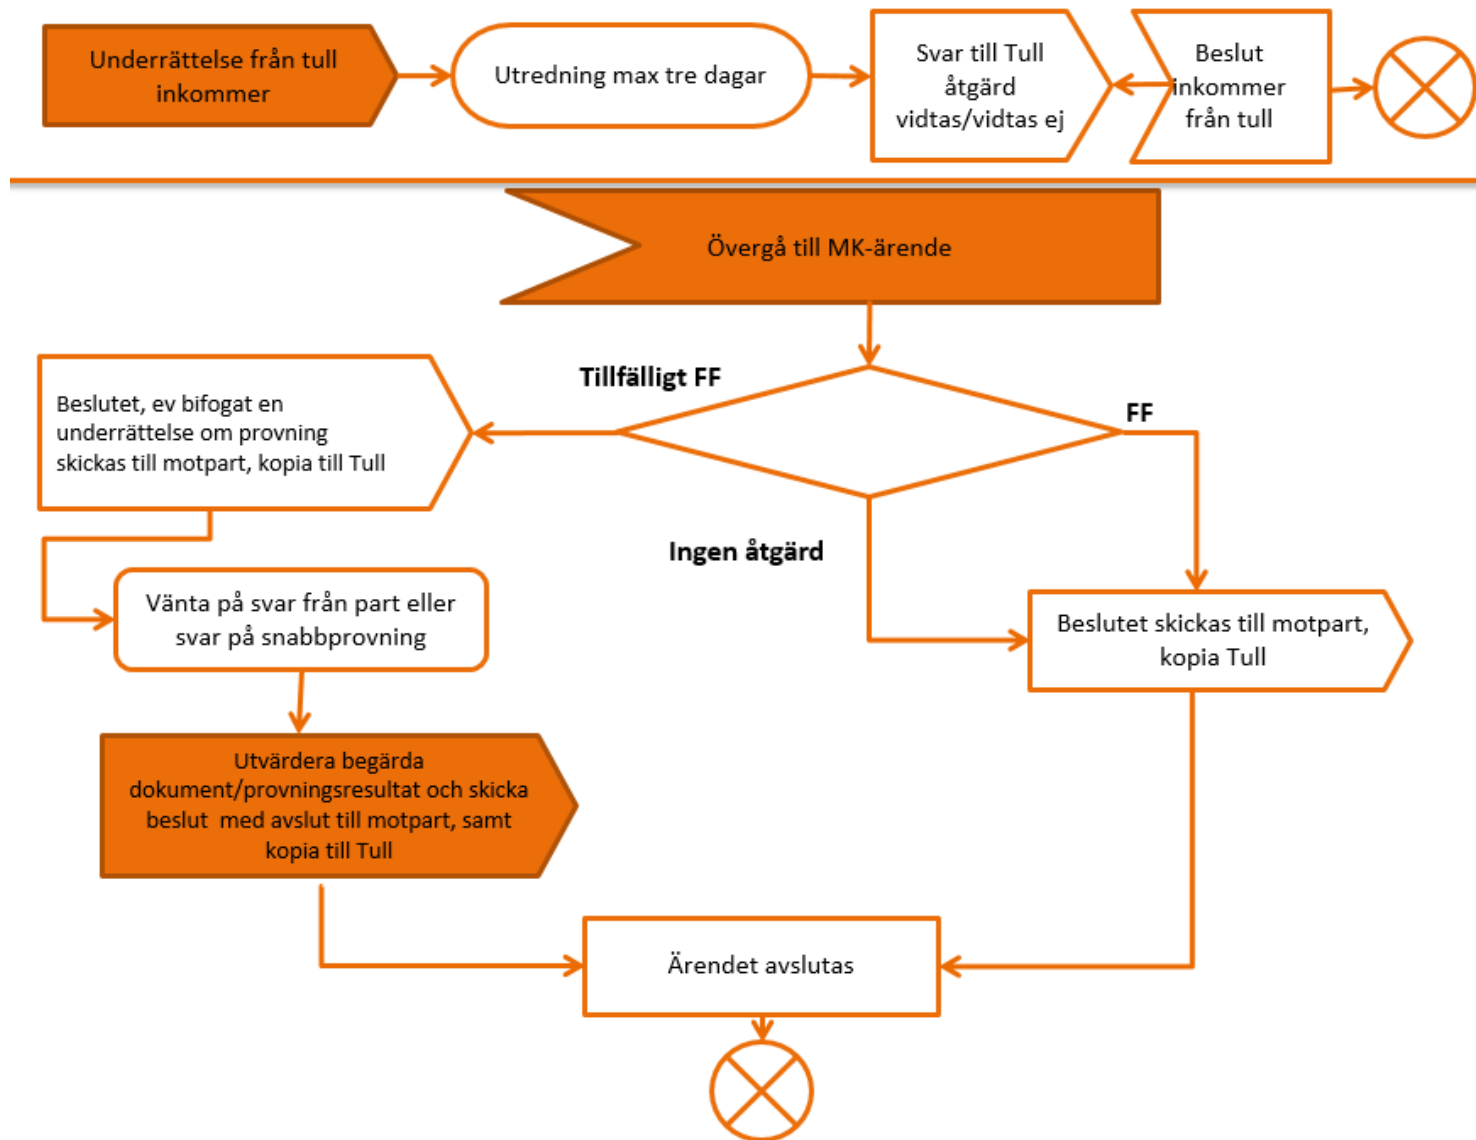 Underrättelse från tull
inkommer
Utredning max tre dagar
Svar till Tull
åtgärd
vidtas/vidtas ej
Beslut
inkommer
från tull
Övergå till MK-ärende
Tillfälligt FF
FF
Beslutet, ev bifogat en
underrättelse om provning
skickas till motpart, kopia till Tull
Ingen åtgärd
Vänta på svar från part eller
svar på snabbprovning
Beslutet skickas till motpart,
kopia Tull
Utvärdera begärda
dokument/provningsresultat och skicka
beslut  med avslut till motpart, samt
kopia till Tull
Ärendet avslutas